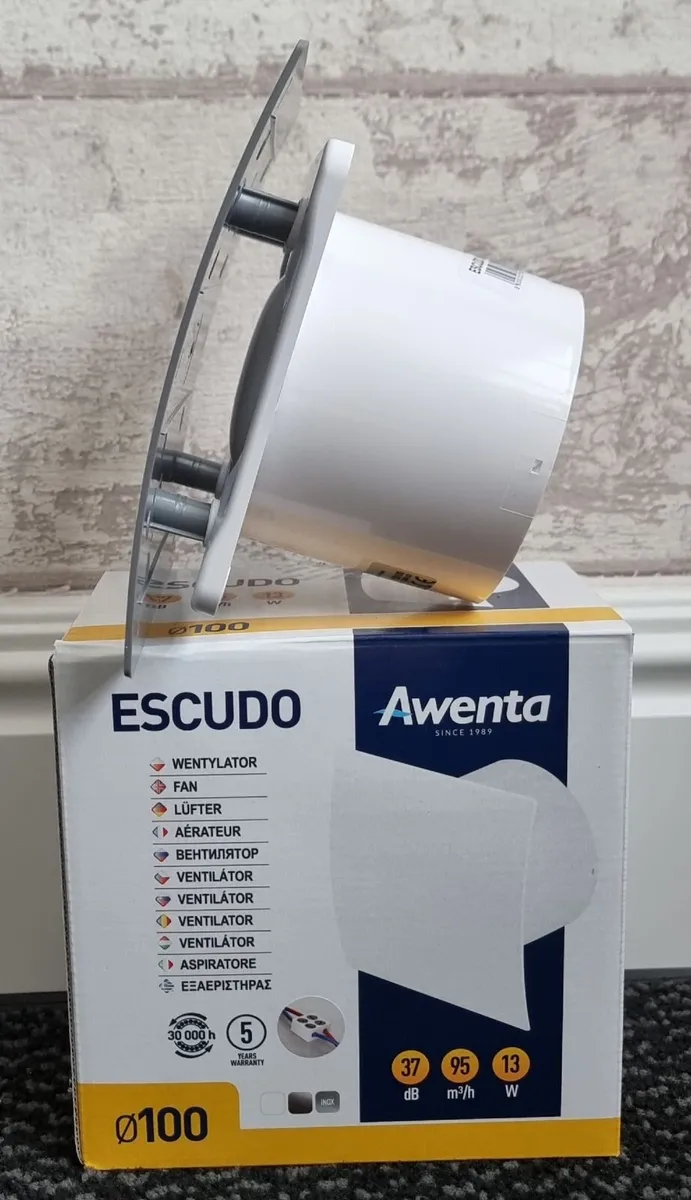 ESCUDO
ø100
13
W
ESCUDO
Awenta
SINCE 1989
WENTYLATOR
FAN
LÜFTER
AÉRATEUR
ВЕНТИЛЯТОР
VENTILÁTOR
VENTILÁTOR
VENTILATOR
VENTILÁTOR
ASPIRATORE
ΕΞΑΕΡΙΣΤΗΡΑΣ
30 000 h
5
YEARS
WARRANTY
INOX
37 95 13
dB m³/h W
ø100